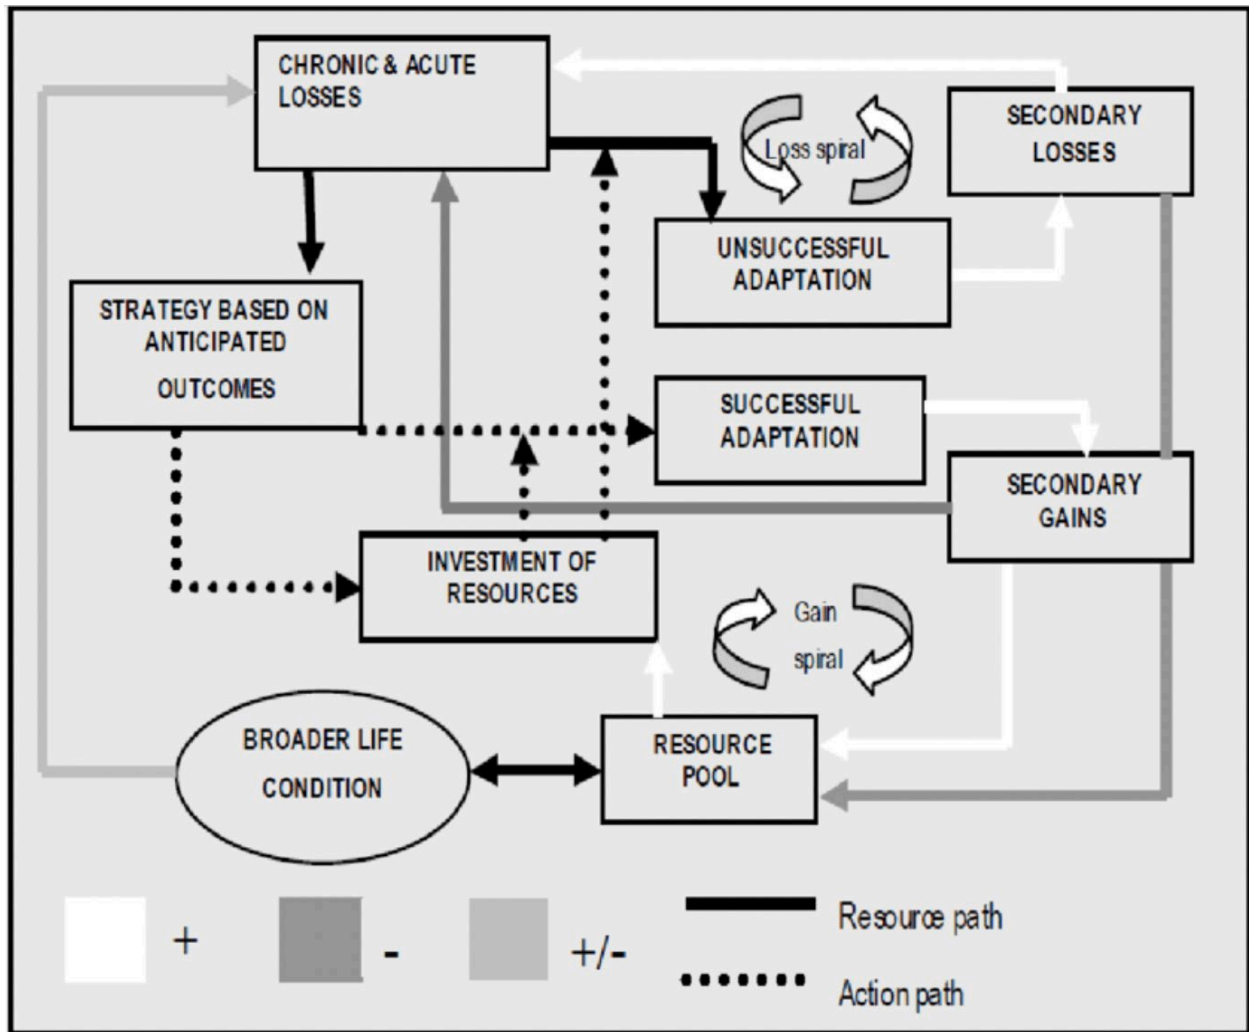 CHRONIC & ACUTE
LOSSES
SECONDARY
LOSSES
Loss spiral
UNSUCCESSFUL
ADAPTATION
STRATEGY BASED ON
ANTICIPATED
OUTCOMES
SUCCESSFUL
ADAPTATION
SECONDARY
GAINS
INVESTMENT OF
RESOURCES
Gain
spiral
BROADER LIFE
CONDITION
RESOURCE
POOL
+
-
+/-
Resource path
Action path